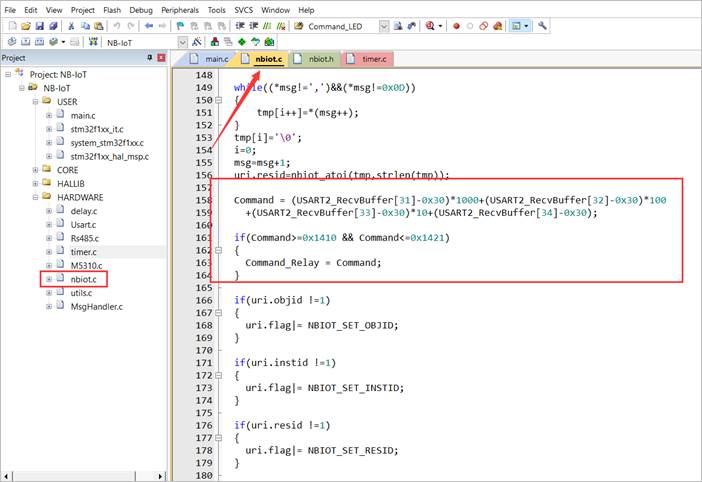 File Edit View Project Flash Debug Peripherals Tools SVCS Window Help
Command_LED
NB-IoT
Project
Project: NB-IoT
NB-IoT
USER
main.c
stm32f1xx_it.c
system_stm32f1xx.c
stm32f1xx_hal_msp.c
CORE
HALLIB
HARDWARE
delay.c
Usart.c
Rs485.c
timer.c
M5310.c
nbiot.c
utils.c
MsgHandler.c
main.c nbiot.c nbiot.h timer.c
148
149 while((*msg!=',')&&(*msg!=0x0D))
150 {
151 tmp[i++]=*(msg++);
152 }
153 tmp[i]='\0';
154 i=0;
155 msg=msg+1;
156 uri.resid=nbiot_atoi(tmp,strlen(tmp));
157
158 Command = (USART2_RecvBuffer[31]-0x30)*1000+(USART2_RecvBuffer[32]-0x30)*100
159 +(USART2_RecvBuffer[33]-0x30)*10+(USART2_RecvBuffer[34]-0x30);
160
161 if(Command>=0x1410 && Command<=0x1421)
162 {
163 Command_Relay = Command;
164 }
165
166 if(uri.objid !=1)
167 {
168 uri.flag|= NBIOT_SET_OBJID;
169 }
170
171 if(uri.instid !=1)
172 {
173 uri.flag|= NBIOT_SET_INSTID;
174 }
175
176 if(uri.resid !=1)
177 {
178 uri.flag|= NBIOT_SET_RESID;
179 }
180